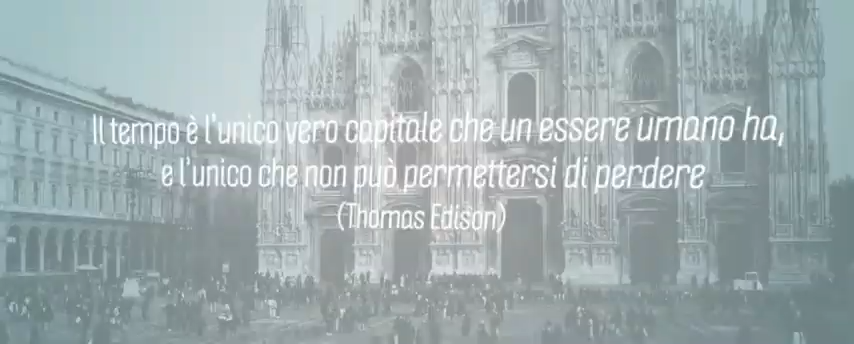 Il tempo è l'unico vero capitale che un essere umano ha,
e l'unico che non può permettersi di perdere
(Thomas Edison)